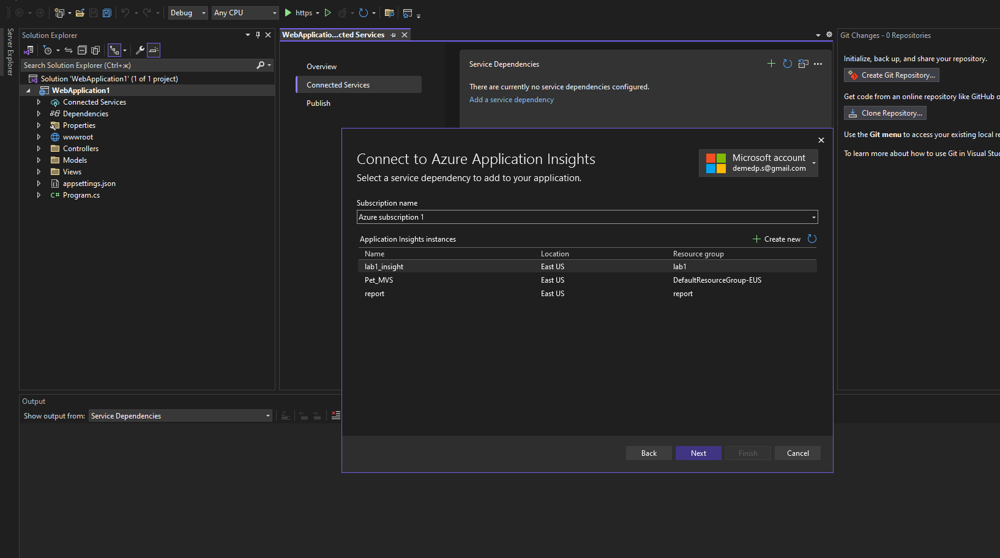 Debug
Any CPU
https
Server Explorer
Solution Explorer
Search Solution Explorer (Ctrl+ж)
Solution 'WebApplication1' (1 of 1 project)
WebApplication1
Connected Services
Dependencies
Properties
wwwroot
Controllers
Models
Views
appsettings.json
C# Program.cs
WebApplicatio...cted Services
Overview
Connected Services
Publish
Service Dependencies
There are currently no service dependencies configured.
Add a service dependency
Connect to Azure Application Insights
Select a service dependency to add to your application.
Microsoft account
demedp.s@gmail.com
Subscription name
Azure subscription 1
Application Insights instances
Create new
Name Location Resource group
lab1_insight East US lab1
Pet_MVS East US DefaultResourceGroup-EUS
report East US report
Back Next Finish Cancel
Git Changes - 0 Repositories
Initialize, back up, and share your repository.
Create Git Repository...
Get code from an online repository like GitHub o
Clone Repository...
Use the Git menu to access your existing local re
To learn more about how to use Git in Visual Stud
Output
Show output from: Service Dependencies